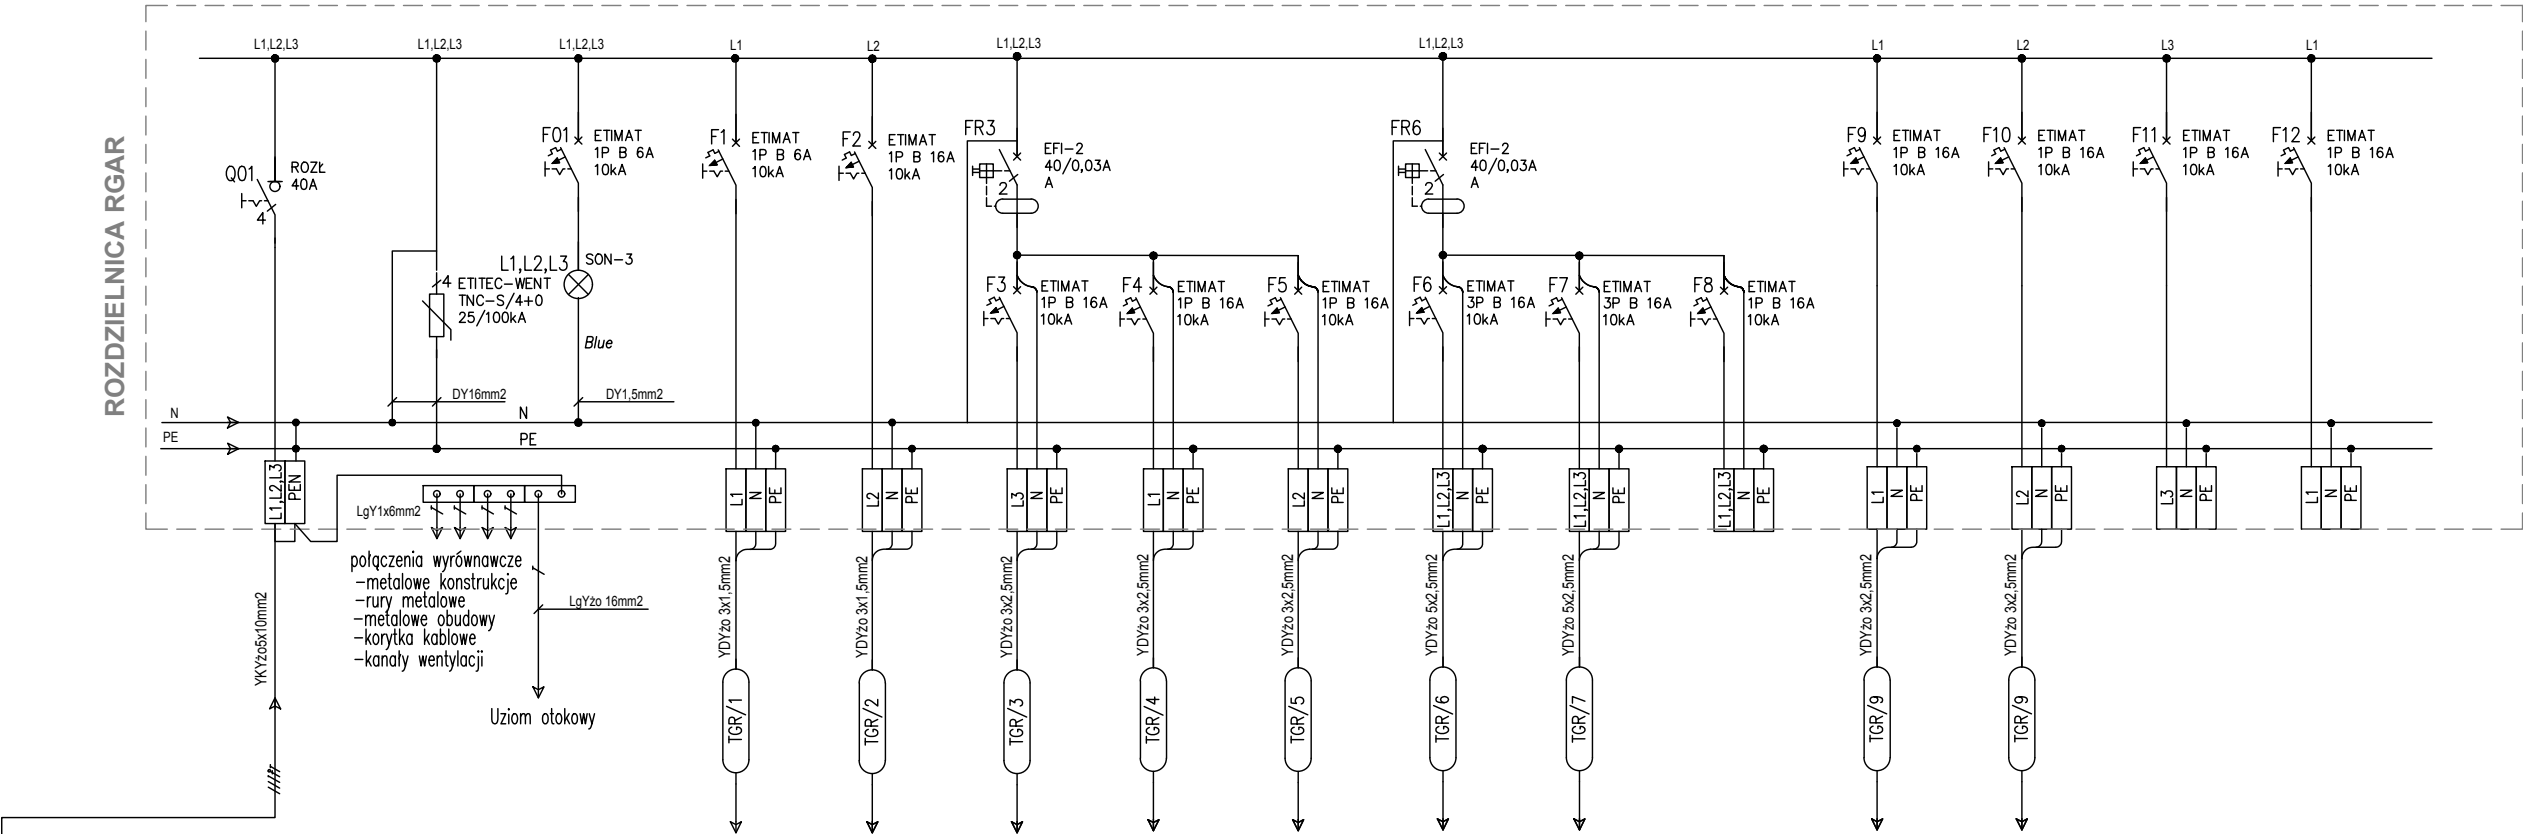 ROZDZIELNICA RGAR
L1,L2,L3
L1,L2,L3
L1,L2,L3
L1
L2
L1,L2,L3
L1,L2,L3
L1
L2
L3
L1
Q01
ROZŁ
40A
4
4
ETITEC-WENT
TNC-S/4+0
25/100kA
F01
ETIMAT
1P B 6A
10kA
L1,L2,L3
SON-3
Blue
F1
ETIMAT
1P B 6A
10kA
F2
ETIMAT
1P B 16A
10kA
FR3
EFI-2
40/0,03A
A
2
F3
ETIMAT
1P B 16A
10kA
F4
ETIMAT
1P B 16A
10kA
F5
ETIMAT
1P B 16A
10kA
FR6
EFI-2
40/0,03A
A
2
F6
ETIMAT
3P B 16A
10kA
F7
ETIMAT
3P B 16A
10kA
F8
ETIMAT
1P B 16A
10kA
F9
ETIMAT
1P B 16A
10kA
F10
ETIMAT
1P B 16A
10kA
F11
ETIMAT
1P B 16A
10kA
F12
ETIMAT
1P B 16A
10kA
DY16mm2
DY1,5mm2
N
N
PE
PE
L1,L2,L3
PEN
LgY1x6mm2
L1
N
PE
L2
N
PE
L3
N
PE
L1
N
PE
L2
N
PE
L1,L2,L3
N
PE
L1,L2,L3
N
PE
L1,L2,L3
N
PE
L1
N
PE
L2
N
PE
L3
N
PE
L1
N
PE
połączenia wyrównawcze
-metalowe konstrukcje
-rury metalowe
-metalowe obudowy
-korytka kablowe
-kanały wentylacji
LgYżo 16mm2
Uziom otokowy
YKYżo5x10mm2
YDYżo 3x1,5mm2
YDYżo 3x1,5mm2
YDYżo 3x2,5mm2
YDYżo 3x2,5mm2
YDYżo 3x2,5mm2
YDYżo 5x2,5mm2
YDYżo 5x2,5mm2
YDYżo 3x2,5mm2
YDYżo 3x2,5mm2
TGR/1
TGR/2
TGR/3
TGR/4
TGR/5
TGR/6
TGR/7
TGR/9
TGR/9